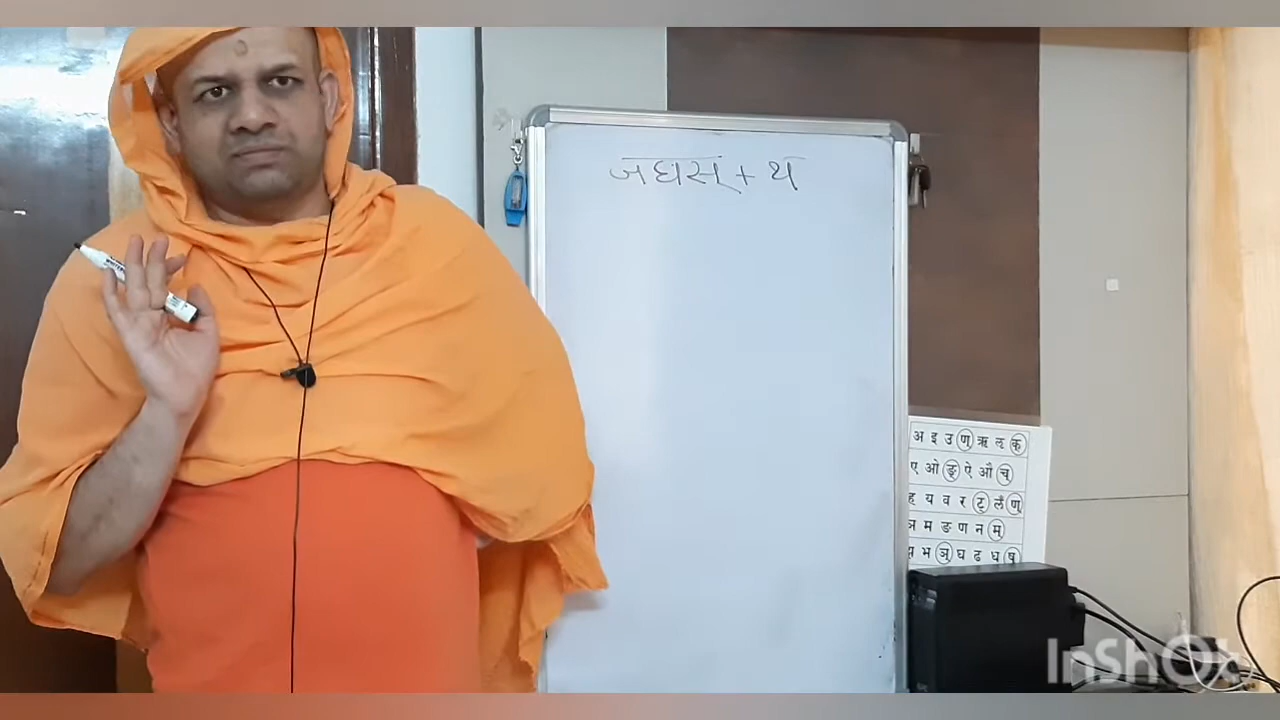 जघस् + थ
अ इ उ ण् ऋ ऌ क्
ए ओ ङ् ऐ औ च्
ह य व र ट् लँ ण्
ञ म ङ ण न म्
झ भ ञ् घ ढ ध ष्
InShOt